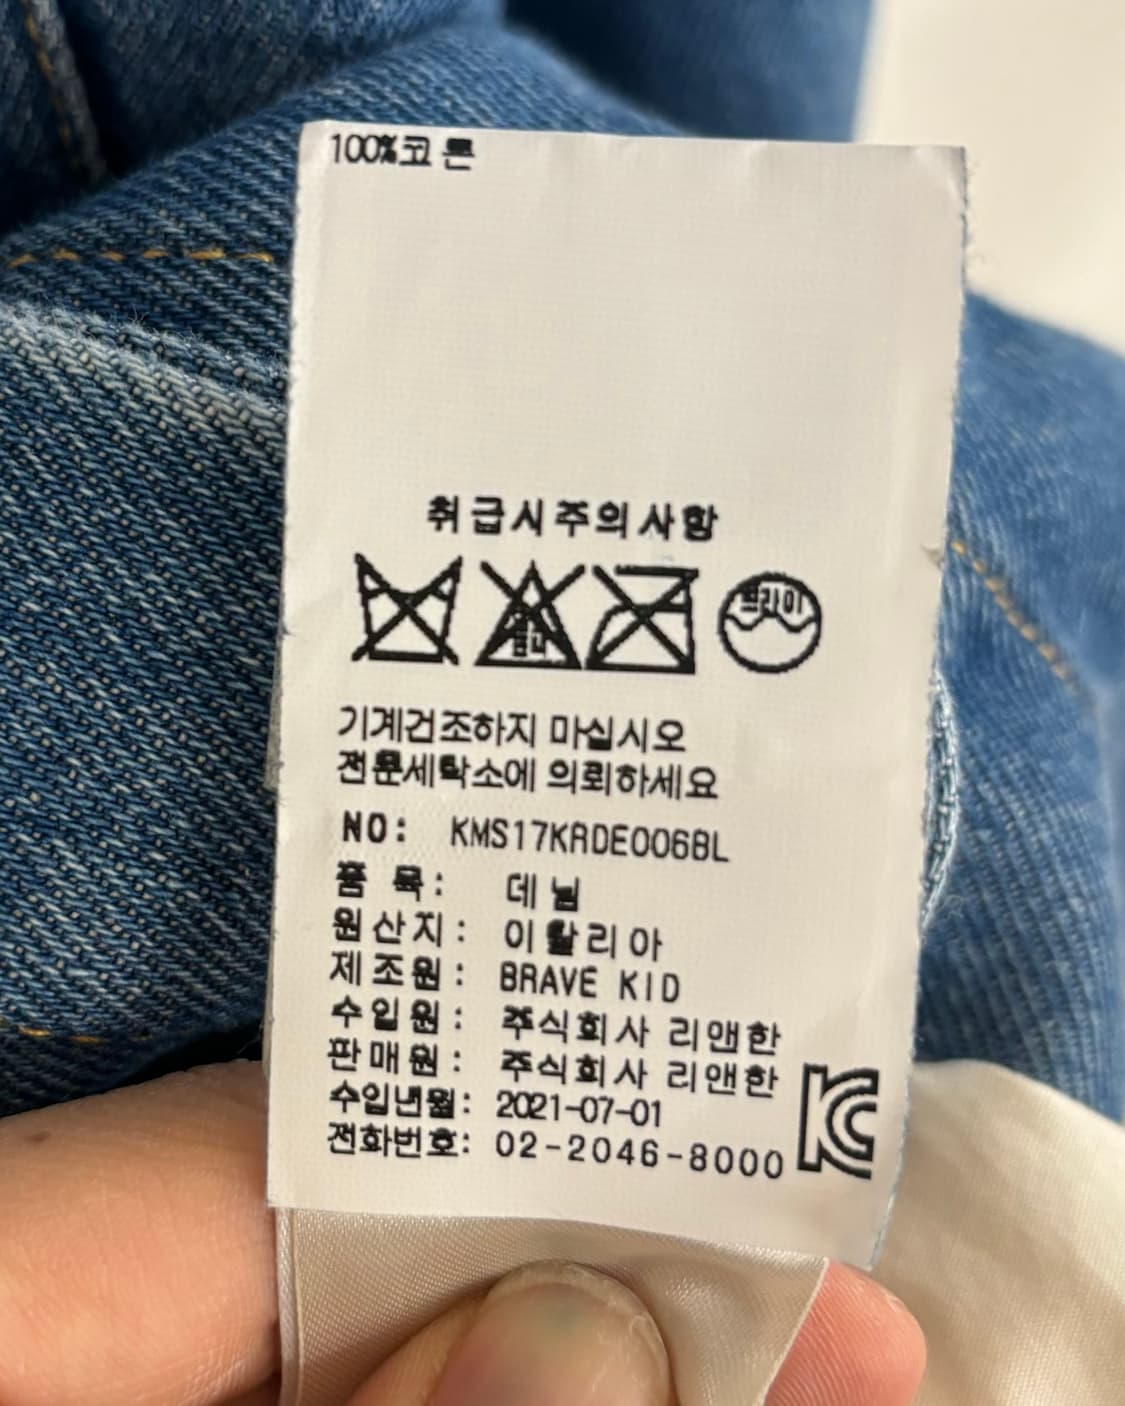 100%코튼
취급시주의사항
염소 드라이
기계건조하지 마십시오
전문세탁소에 의뢰하세요
NO: KMS17KRDE006BL
품 목: 데님
원산지: 이탈리아
제조원: BRAVE KID
수입원: 주식회사 리앤한
판매원: 주식회사 리앤한
수입년월: 2021-07-01
전화번호: 02-2046-8000